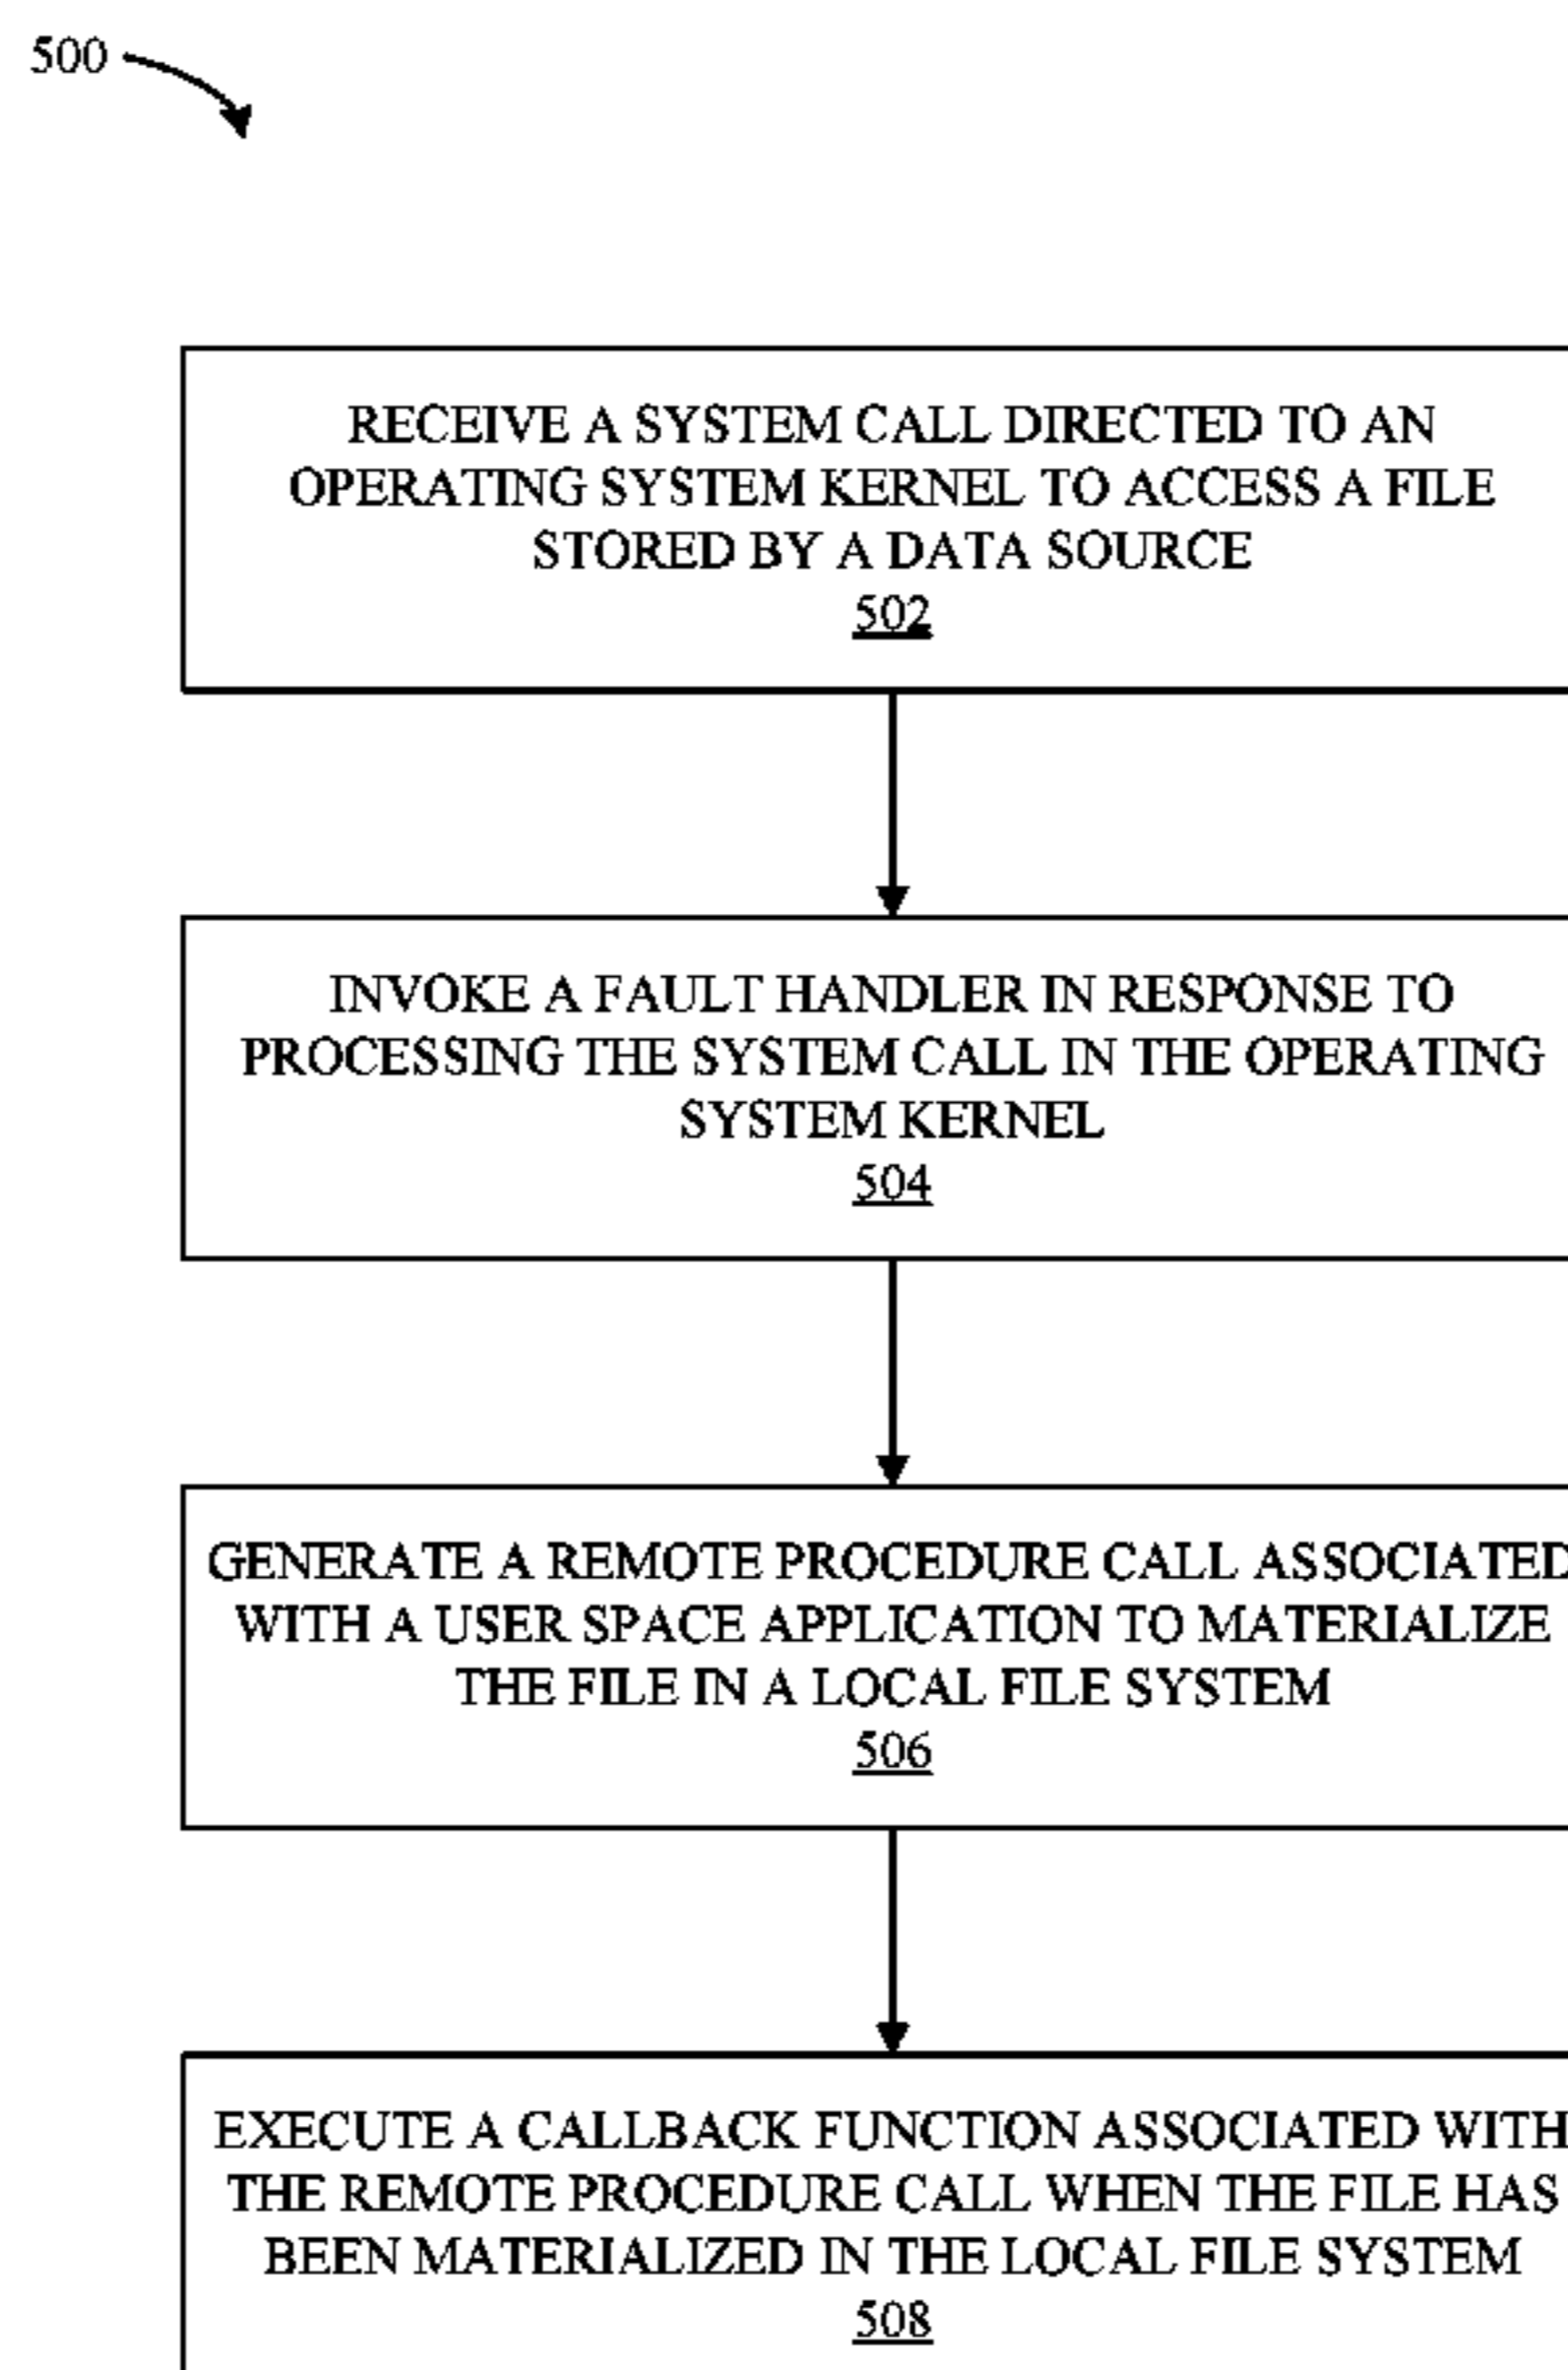 500
RECEIVE A SYSTEM CALL DIRECTED TO AN
OPERATING SYSTEM KERNEL TO ACCESS A FILE
STORED BY A DATA SOURCE
502
INVOKE A FAULT HANDLER IN RESPONSE TO
PROCESSING THE SYSTEM CALL IN THE OPERATING
SYSTEM KERNEL
504
GENERATE A REMOTE PROCEDURE CALL ASSOCIATED
WITH A USER SPACE APPLICATION TO MATERIALIZE
THE FILE IN A LOCAL FILE SYSTEM
506
EXECUTE A CALLBACK FUNCTION ASSOCIATED WITH
THE REMOTE PROCEDURE CALL WHEN THE FILE HAS
BEEN MATERIALIZED IN THE LOCAL FILE SYSTEM
508